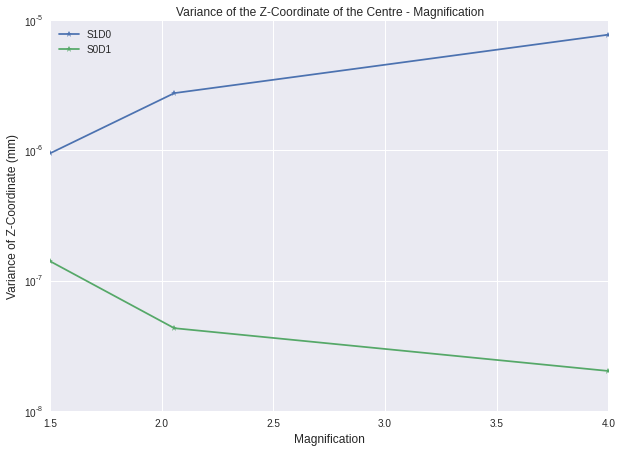 Variance of the Z-Coordinate of the Centre - Magnification
S1D0
S0D1
Variance of Z-Coordinate (mm)
10⁻⁵
10⁻⁶
10⁻⁷
10⁻⁸
1.5 2.0 2.5 3.0 3.5 4.0
Magnification